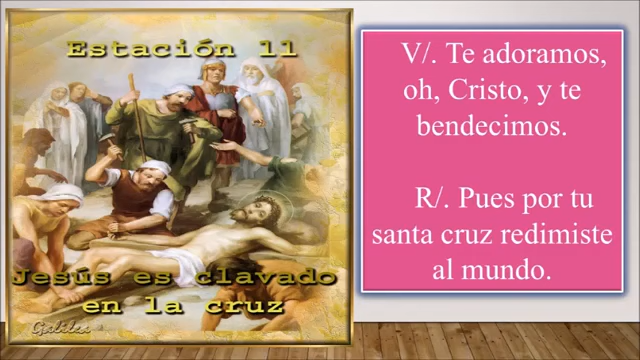 Estación 11
Jesús es clavado
en la cruz
Galilea
V/. Te adoramos,
oh, Cristo, y te
bendecimos.
R/. Pues por tu
santa cruz redimiste
al mundo.